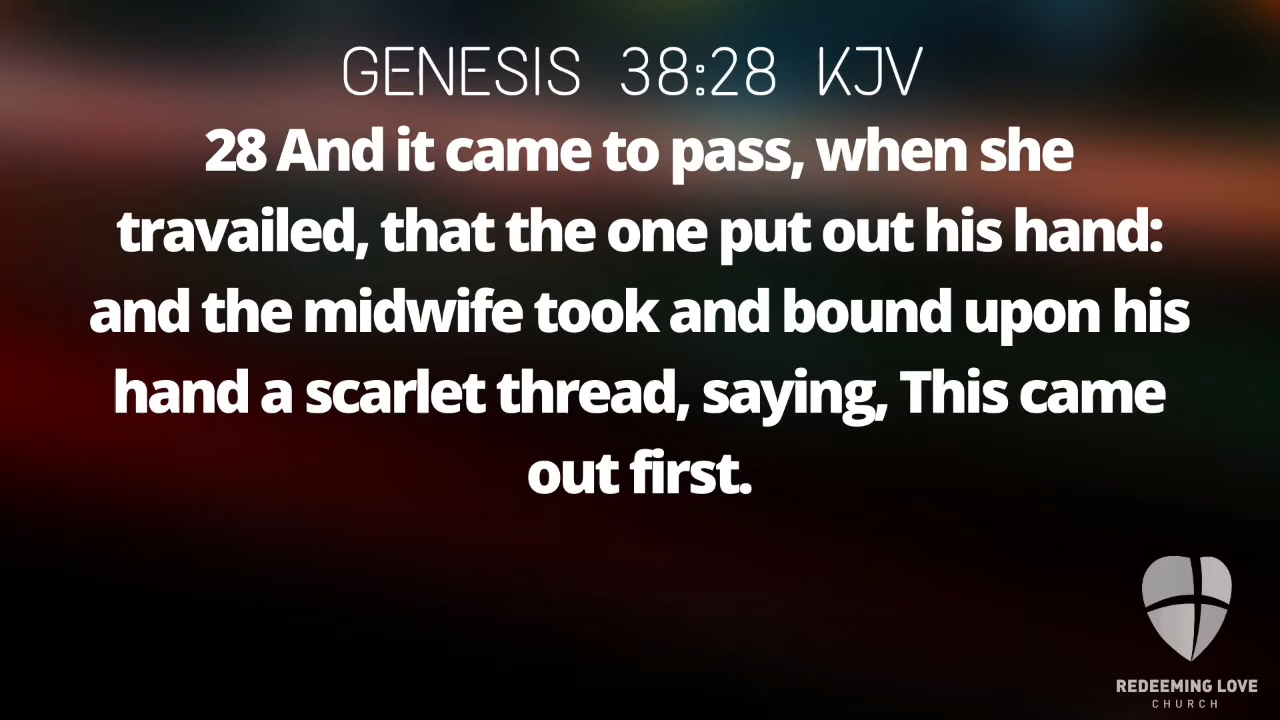 GENESIS 38:28 KJV
28 And it came to pass, when she
travailed, that the one put out his hand:
and the midwife took and bound upon his
hand a scarlet thread, saying, This came
out first.
REDEEMING LOVE
CHURCH